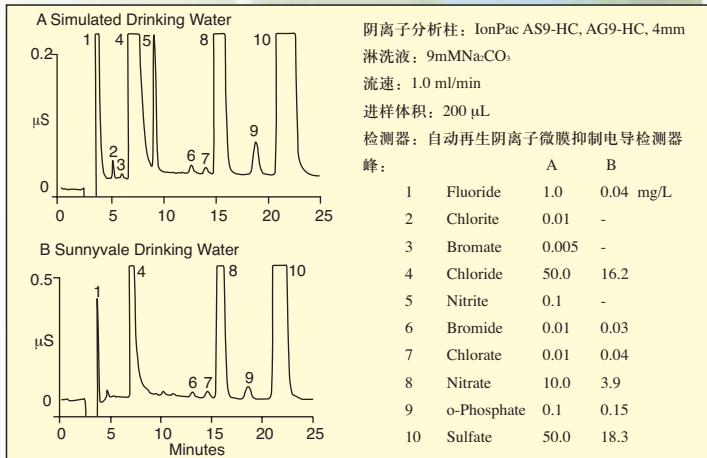 A Simulated Drinking Water
1 4 5 8 10
0.2
μS
2 3 6 7 9
0
0 5 10 15 20 25
B Sunnyvale Drinking Water
0.5
1 4 8 10
μS
6 7 9
0
0 5 10 15 20 25
Minutes
阴离子分析柱：IonPac AS9-HC, AG9-HC, 4mm
淋洗液：9mMNa₂CO₃
流速：1.0 ml/min
进样体积：200 μL
检测器：自动再生阴离子微膜抑制电导检测器
峰： A B
1 Fluoride 1.0 0.04 mg/L
2 Chlorite 0.01 -
3 Bromate 0.005 -
4 Chloride 50.0 16.2
5 Nitrite 0.1 -
6 Bromide 0.01 0.03
7 Chlorate 0.01 0.04
8 Nitrate 10.0 3.9
9 o-Phosphate 0.1 0.15
10 Sulfate 50.0 18.3